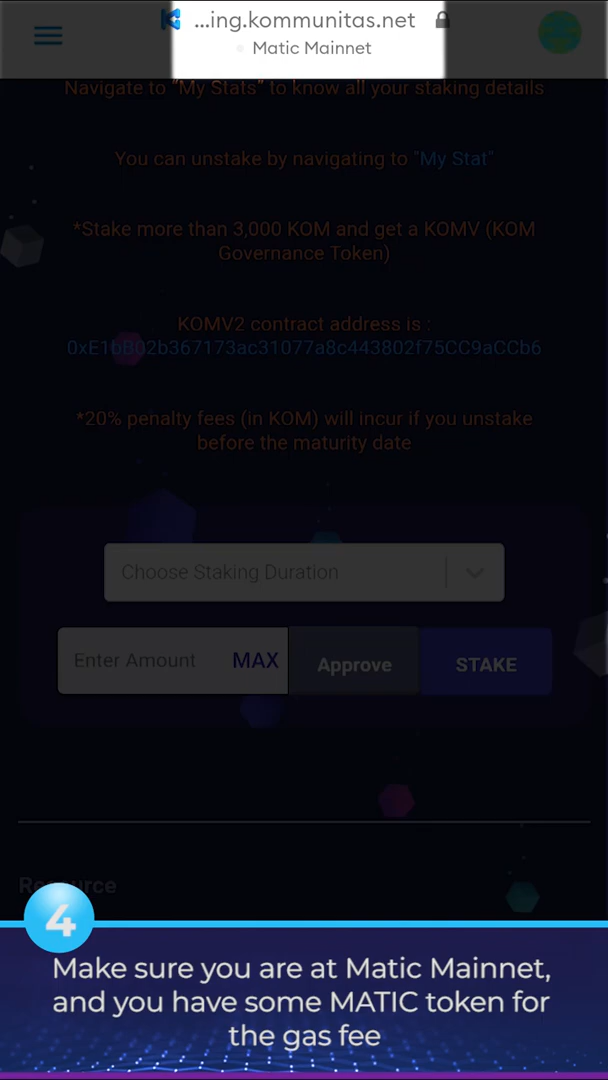 ...ing.kommunitas.net
Matic Mainnet
Navigate to "My Stats" to know all your staking details
You can unstake by navigating to "My Stat"
*Stake more than 3,000 KOM and get a KOMV (KOM
Governance Token)
KOMV2 contract address is :
0xE1bB02b367173ac31077a8c443802f75CC9aCCb6
*20% penalty fees (in KOM) will incur if you unstake
before the maturity date
Choose Staking Duration
Enter Amount MAX Approve STAKE
Resource
4
Make sure you are at Matic Mainnet,
and you have some MATIC token for
the gas fee